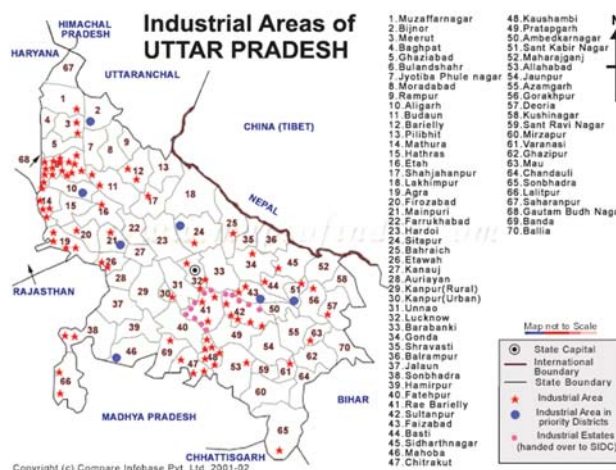 Industrial Areas of
UTTAR PRADESH
HIMACHAL
PRADESH
HARYANA
UTTARANCHAL
CHINA (TIBET)
NEPAL
RAJASTHAN
MADHYA PRADESH
CHHATTISGARH
BIHAR
1.Muzaffarnagar
2.Bijnor
3.Meerut
4.Baghpat
5.Ghaziabad
6.Bulandshahr
7.Jyotiba Phule nagar
8.Moradabad
9.Rampur
10.Aligarh
11.Budaun
12.Barielly
13.Pilibhit
14.Mathura
15.Hathras
16.Etah
17.Shahjahanpur
18.Lakhimpur
19.Agra
20.Firozabad
21.Mainpuri
22.Farrukhabad
23.Hardoi
24.Sitapur
25.Bahraich
26.Etawah
27.Kanauj
28.Auriayan
29.Kanpur(Rural)
30.Kanpur(Urban)
31.Unnao
32.Lucknow
33.Barabanki
34.Gonda
35.Shravasti
36.Balrampur
37.Jalaun
38.Sonbhadra
39.Hamirpur
40.Fatehpur
41.Rae Barielly
42.Sultanpur
43.Faizabad
44.Basti
45.Sidharthnagar
46.Mahoba
47.Chitrakut
48.Kaushambi
49.Pratapgarh
50.Ambedkarnagar
51.Sant Kabir Nagar
52.Maharajganj
53.Allahabad
54.Jaunpur
55.Azamgarh
56.Gorakhpur
57.Deoria
58.Kushinagar
59.Sant Ravi Nagar
60.Mirzapur
61.Varanasi
62.Ghazipur
63.Mau
64.Chandauli
65.Sonbhadra
66.Lalitpur
67.Saharanpur
68.Gautam Budh Naga
69.Banda
70.Ballia
Map not to Scale
State Capital
International
Boundary
State Boundary
Industrial Area
Industrial Area in
priority Districts
Industrial Estates
(handed over to SIDC)
Copyright (c) Compare Infobase Pvt. Ltd. 2001-02